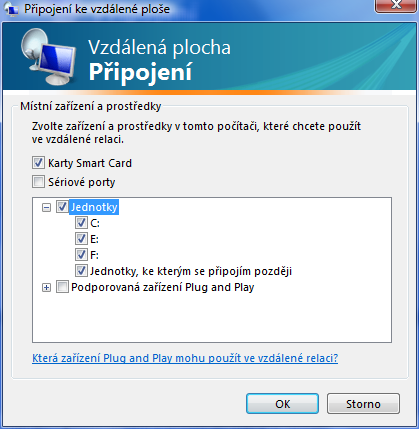 Připojení ke vzdálené ploše
Vzdálená plocha
Připojení
Místní zařízení a prostředky
Zvolte zařízení a prostředky v tomto počítači, které chcete použít
ve vzdálené relaci.
Karty Smart Card
Sériové porty
Jednotky
C:
E:
F:
Jednotky, ke kterým se připojím později
Podporovaná zařízení Plug and Play
Která zařízení Plug and Play mohu použít ve vzdálené relaci?
OK
Storno